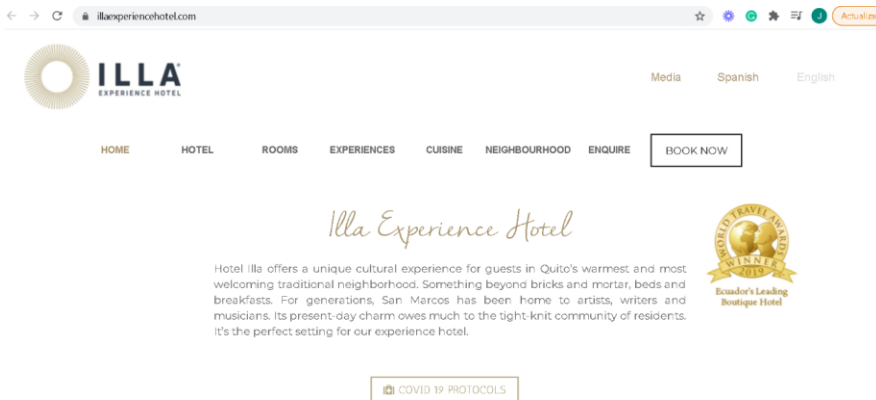 illaexperiencehotel.com
J
Actualiza
ILLA
EXPERIENCE HOTEL
Media Spanish English
HOME HOTEL ROOMS EXPERIENCES CUISINE NEIGHBOURHOOD ENQUIRE BOOK NOW
Illa Experience Hotel
Hotel Illa offers a unique cultural experience for guests in Quito's warmest and most
welcoming traditional neighborhood. Something beyond bricks and mortar, beds and
breakfasts. For generations, San Marcos has been home to artists, writers and
musicians. Its present-day charm owes much to the tight-knit community of residents.
It's the perfect setting for our experience hotel.
WORLD TRAVEL AWARDS
WINNER
2019
Ecuador's Leading
Boutique Hotel
COVID 19 PROTOCOLS